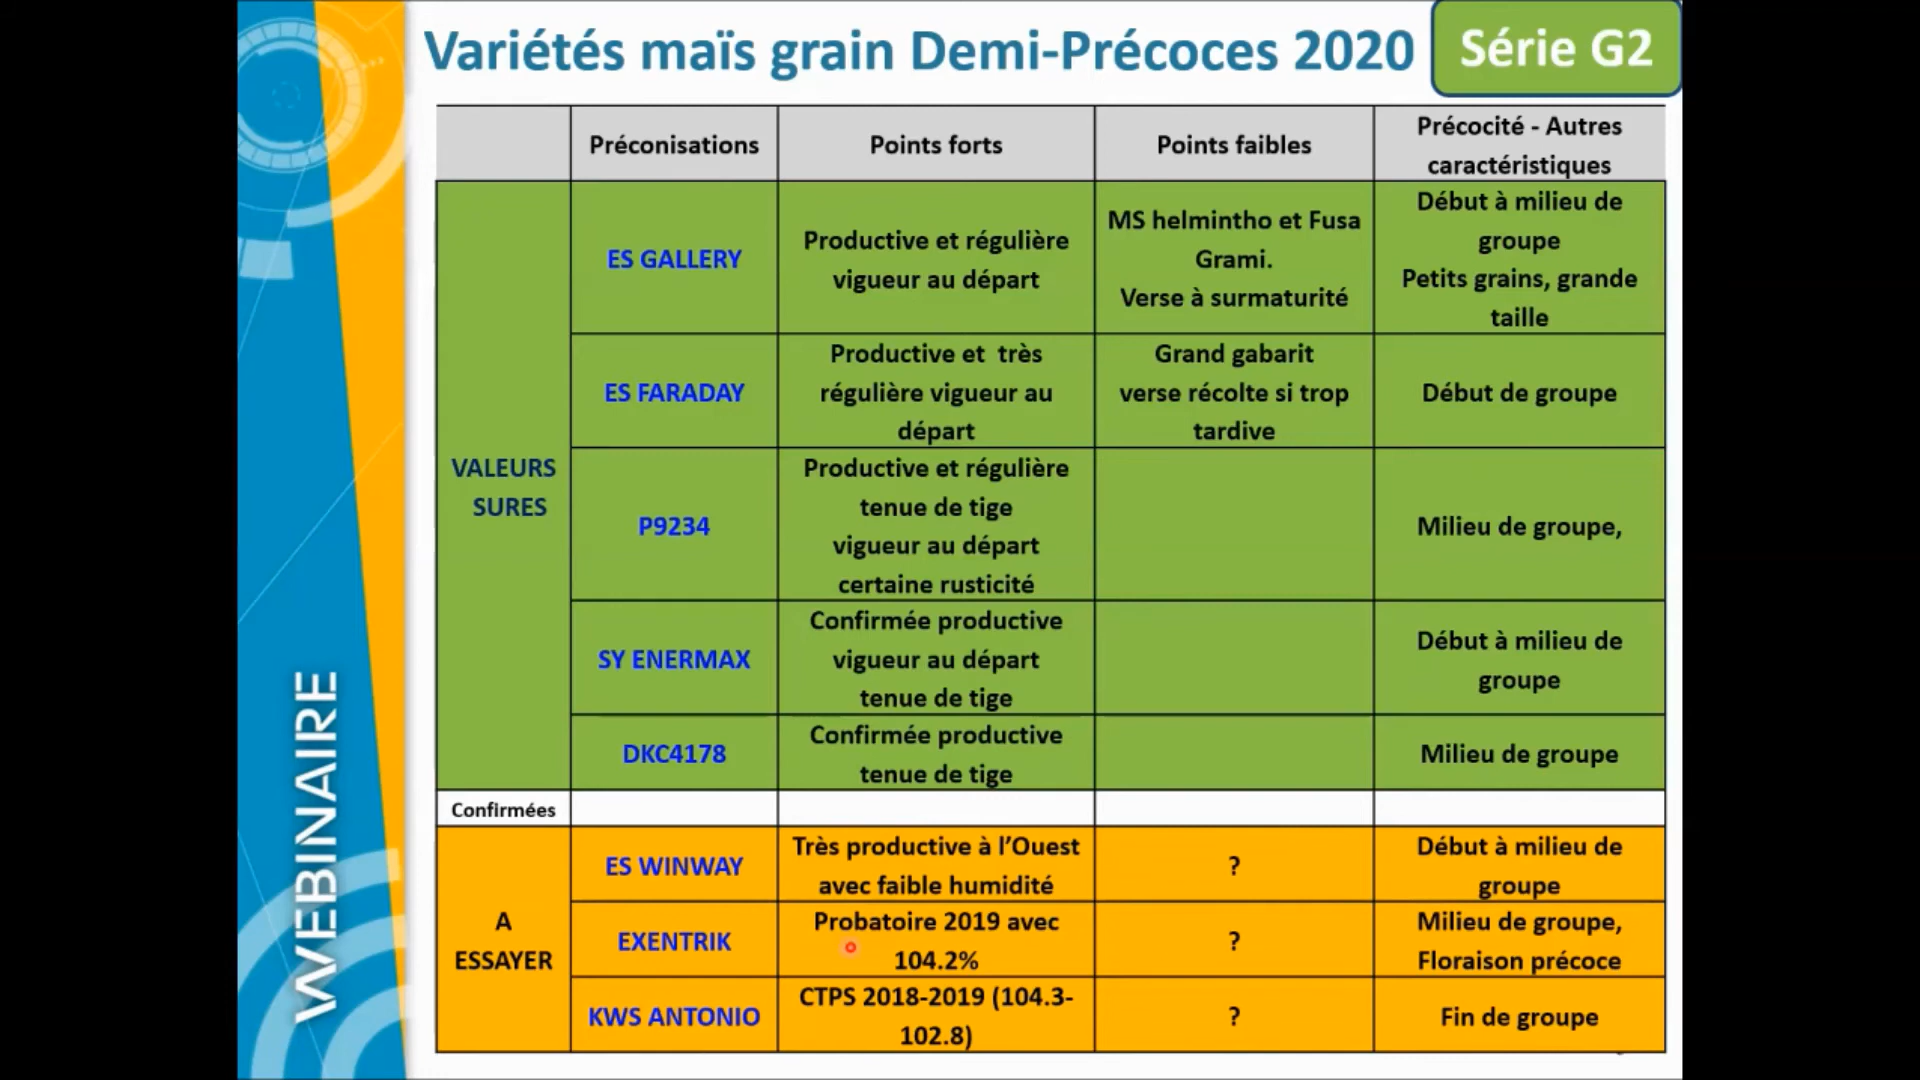 Variétés maïs grain Demi-Précoces 2020
Série G2
Préconisations
Points forts
Points faibles
Précocité - Autres
caractéristiques
VALEURS
SURES
ES GALLERY
Productive et régulière
vigueur au départ
MS helmintho et Fusa
Grami.
Verse à surmaturité
Début à milieu de
groupe
Petits grains, grande
taille
ES FARADAY
Productive et très
régulière vigueur au
départ
Grand gabarit
verse récolte si trop
tardive
Début de groupe
P9234
Productive et régulière
tenue de tige
vigueur au départ
certaine rusticité
Milieu de groupe,
SY ENERMAX
Confirmée productive
vigueur au départ
tenue de tige
Début à milieu de
groupe
DKC4178
Confirmée productive
tenue de tige
Milieu de groupe
Confirmées
A
ESSAYER
ES WINWAY
Très productive à l’Ouest
avec faible humidité
?
Début à milieu de
groupe
EXENTRIK
Probatoire 2019 avec
104.2%
?
Milieu de groupe,
Floraison précoce
KWS ANTONIO
CTPS 2018-2019 (104.3-
102.8)
?
Fin de groupe
WEBINAIRE